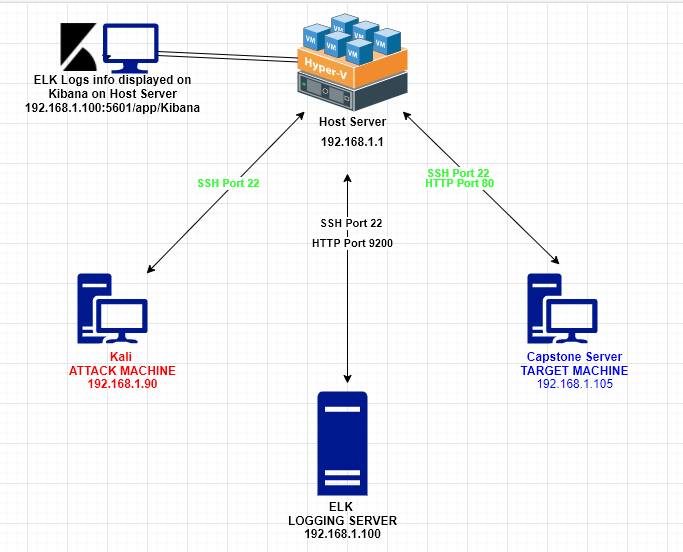 VM
VM
VM
VM
VM
VM
Hyper-V
ELK Logs info displayed on
Kibana on Host Server
192.168.1.100:5601/app/Kibana
Host Server
192.168.1.1
SSH Port 22
SSH Port 22
HTTP Port 80
SSH Port 22
HTTP Port 9200
Kali
ATTACK MACHINE
192.168.1.90
Capstone Server
TARGET MACHINE
192.168.1.105
ELK
LOGGING SERVER
192.168.1.100